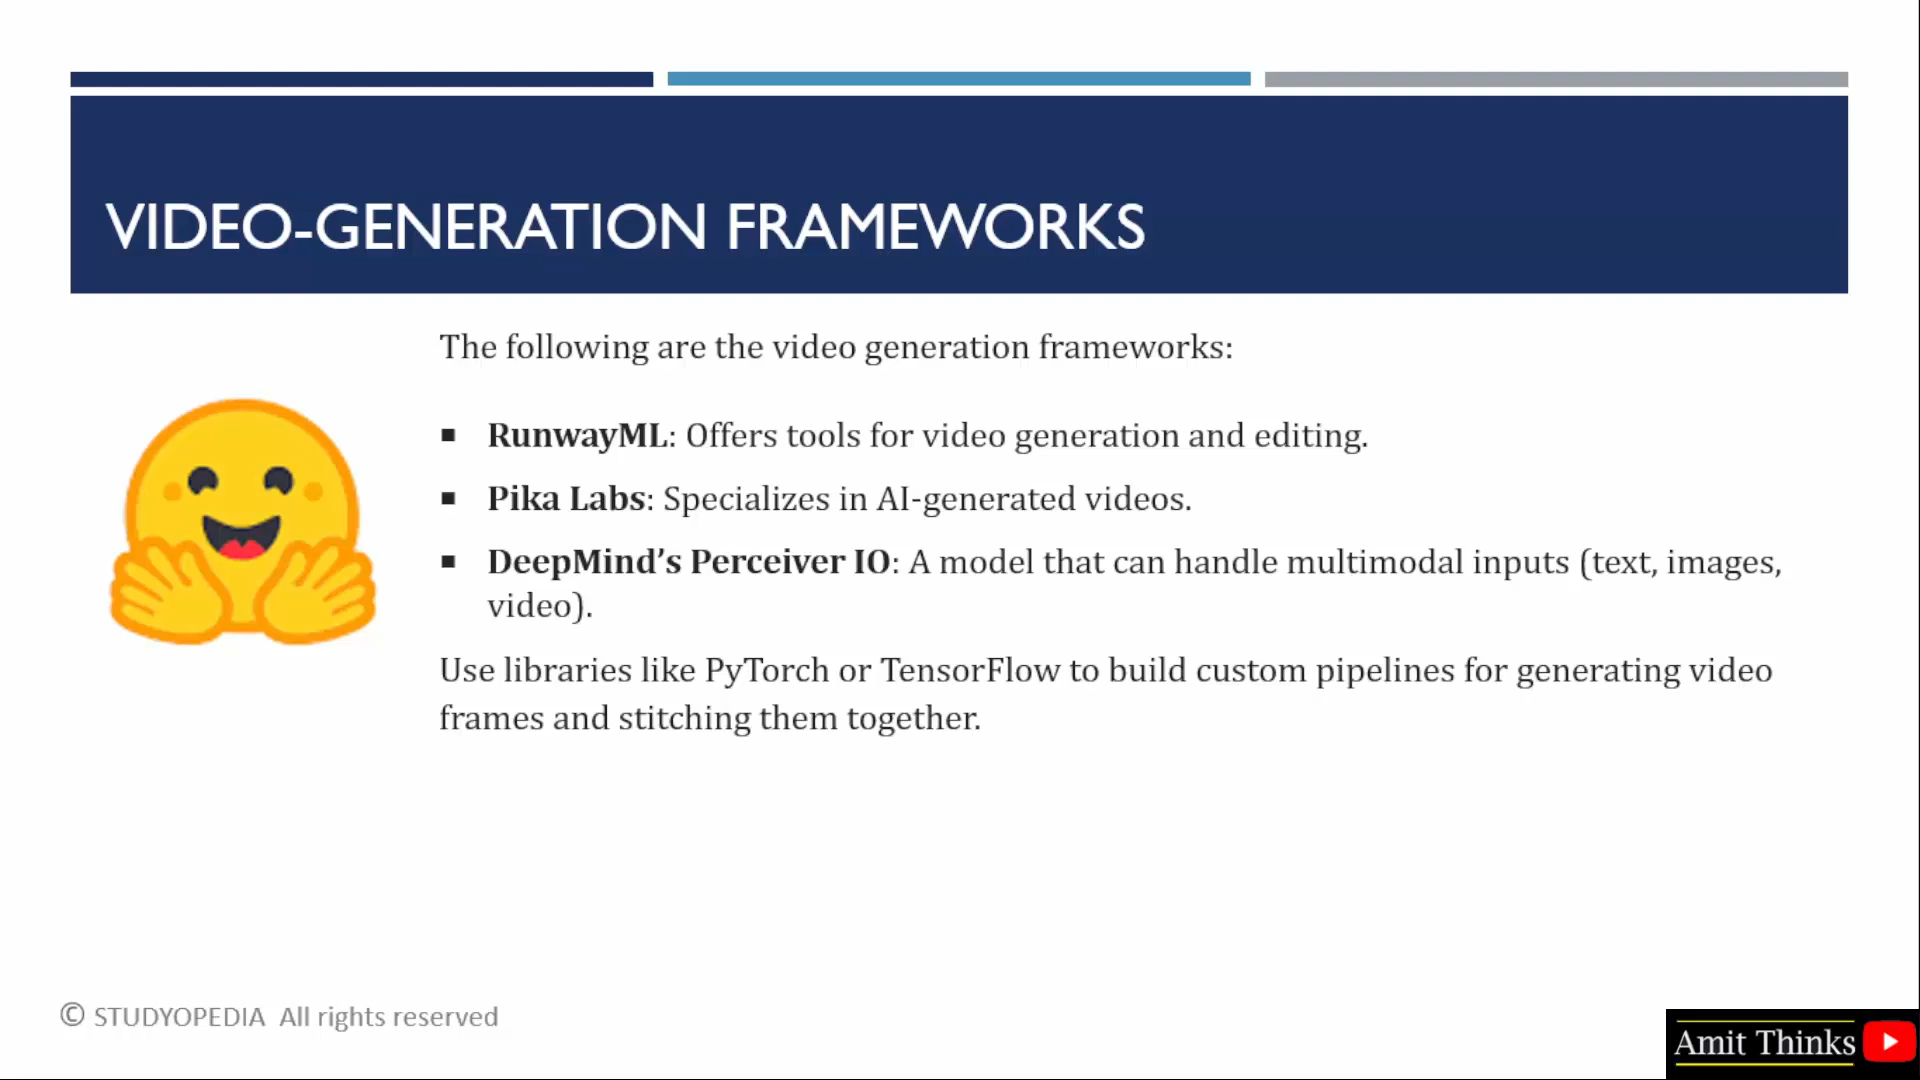 VIDEO-GENERATION FRAMEWORKS
The following are the video generation frameworks:
▪ RunwayML: Offers tools for video generation and editing.
▪ Pika Labs: Specializes in AI-generated videos.
▪ DeepMind’s Perceiver IO: A model that can handle multimodal inputs (text, images,
video).
Use libraries like PyTorch or TensorFlow to build custom pipelines for generating video
frames and stitching them together.
© STUDYOPEDIA All rights reserved
Amit Thinks